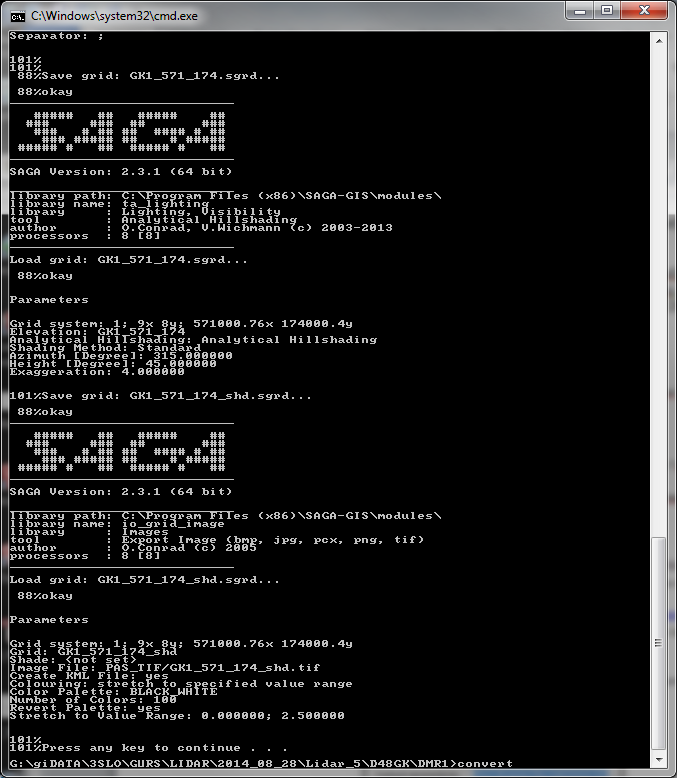 C:\Windows\system32\cmd.exe
Separator: ;
101%
101%
88%Save grid: GK1_571_174.sgrd...
88%okay
SAGA
SAGA Version: 2.3.1 (64 bit)
library path: C:\Program Files (x86)\SAGA-GIS\modules\
library name: ta_lighting
library : Lighting, Visibility
tool : Analytical Hillshading
author : O.Conrad, V.Wichmann (c) 2003-2013
processors : 8 [8]
Load grid: GK1_571_174.sgrd...
88%okay
Parameters
Grid system: 1; 9x 8y; 571000.76x 174000.4y
Elevation: GK1_571_174
Analytical Hillshading: Analytical Hillshading
Shading Method: Standard
Azimuth [Degree]: 315.000000
Height [Degree]: 45.000000
Exaggeration: 4.000000
101%Save grid: GK1_571_174_shd.sgrd...
88%okay
SAGA
SAGA Version: 2.3.1 (64 bit)
library path: C:\Program Files (x86)\SAGA-GIS\modules\
library name: io_grid_image
library : Images
tool : Export Image (bmp, jpg, pcx, png, tif)
author : O.Conrad (c) 2005
processors : 8 [8]
Load grid: GK1_571_174_shd.sgrd...
88%okay
Parameters
Grid system: 1; 9x 8y; 571000.76x 174000.4y
Grid: GK1_571_174_shd
Shade: (not set)
Image File: PAS_TIF/GK1_571_174_shd.tif
Create KML File: yes
Colouring: stretch to specified value range
Color Palette: BLACK_WHITE
Number of Colors: 100
Revert Palette: yes
Stretch to Value Range: 0.000000; 2.500000
101%
101%Press any key to continue . . .
G:\giDATA\3SLO\GURS\LIDAR\2014_08_28\Lidar_5\D48GK\DMR1>convert